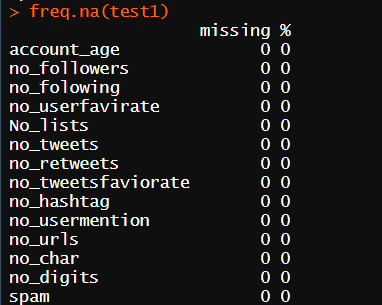 > freq.na(test1)
missing %
account_age 0 0
no_followers 0 0
no_folowing 0 0
no_userfavirate 0 0
No_lists 0 0
no_tweets 0 0
no_retweets 0 0
no_tweetsfaviorate 0 0
no_hashtag 0 0
no_usermention 0 0
no_urls 0 0
no_char 0 0
no_digits 0 0
spam 0 0